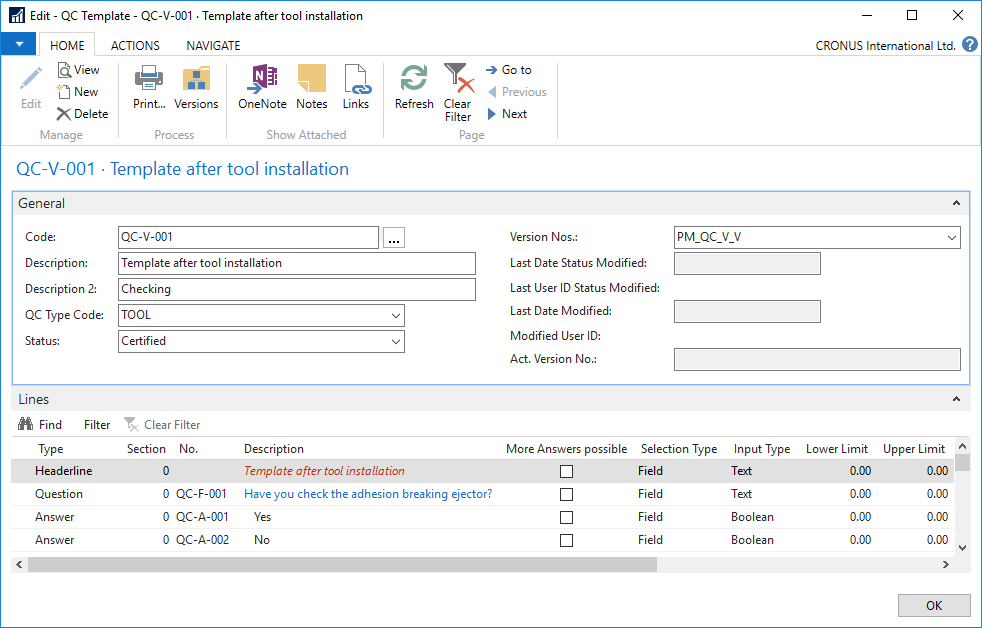 Edit - QC Template - QC-V-001 · Template after tool installation
HOME ACTIONS NAVIGATE CRONUS International Ltd. ?
Edit View New Delete Manage
Print... Versions Process
OneNote Notes Links Show Attached
Refresh Clear Filter Go to Previous Next Page
QC-V-001 · Template after tool installation
General
Code: QC-V-001 ... Version Nos.: PM_QC_V_V
Description: Template after tool installation Last Date Status Modified:
Description 2: Checking Last User ID Status Modified:
QC Type Code: TOOL Last Date Modified:
Status: Certified Modified User ID:
Act. Version No.:
Lines
Find Filter Clear Filter
Type Section No. Description More Answers possible Selection Type Input Type Lower Limit Upper Limit
Headerline 0 Template after tool installation Field Text 0.00 0.00
Question 0 QC-F-001 Have you check the adhesion breaking ejector? Field Text 0.00 0.00
Answer 0 QC-A-001 Yes Field Boolean 0.00 0.00
Answer 0 QC-A-002 No Field Boolean 0.00 0.00
OK